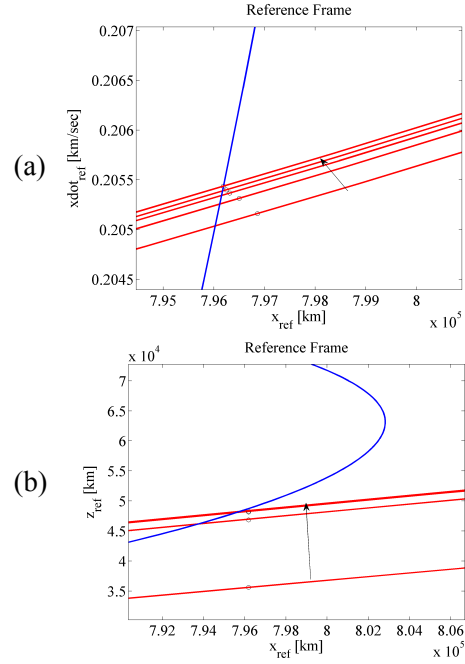 Reference Frame
0.207
0.2065
0.206
0.2055
0.205
0.2045
xdot_ref [km/sec]
(a)
7.95 7.96 7.97 7.98 7.99 8
x_ref [km]
x 10^5
Reference Frame
x 10^4
7
6.5
6
5.5
5
4.5
4
3.5
z_ref [km]
(b)
7.92 7.94 7.96 7.98 8 8.02 8.04 8.06
x_ref [km]
x 10^5